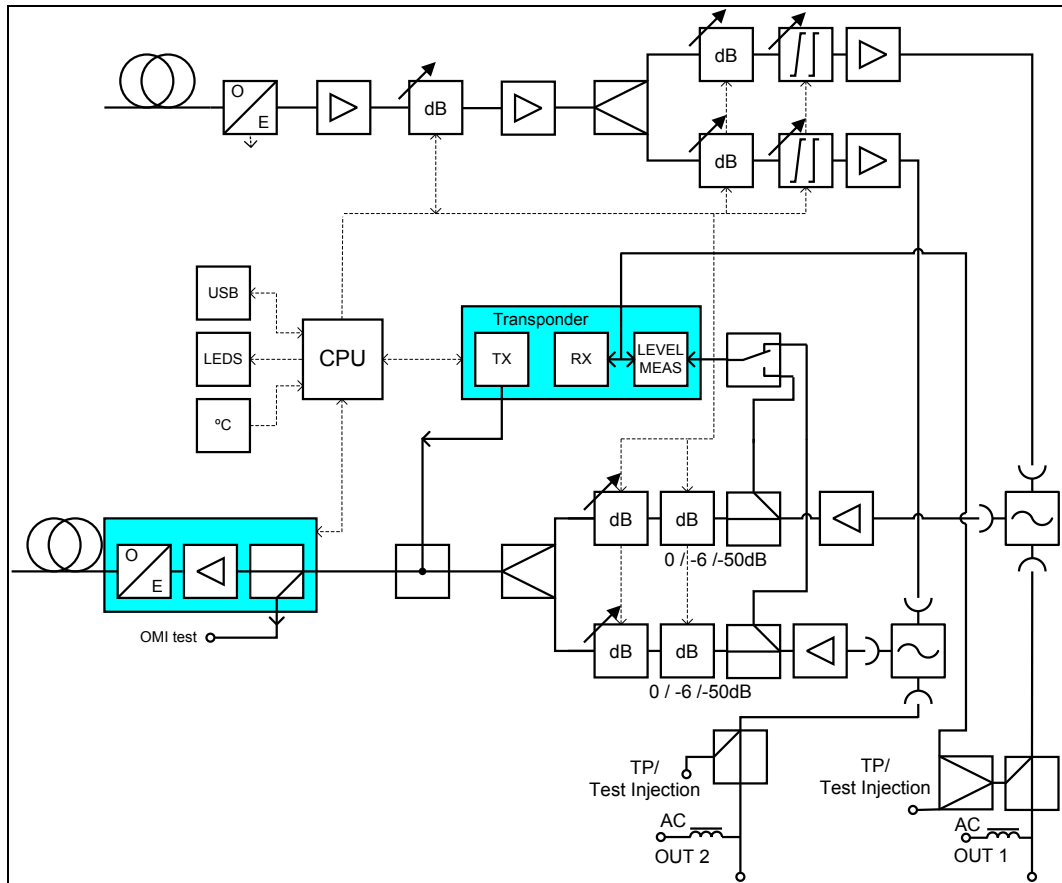 dB
O
E
dB
dB
USB
LEDS
ºC
CPU
Transponder
TX
RX
LEVEL
MEAS
dB
dB
0 / -6 /-50dB
O
E
OMI test
dB
dB
0 / -6 /-50dB
TP/
Test Injection
TP/
Test Injection
AC
OUT 2
AC
OUT 1